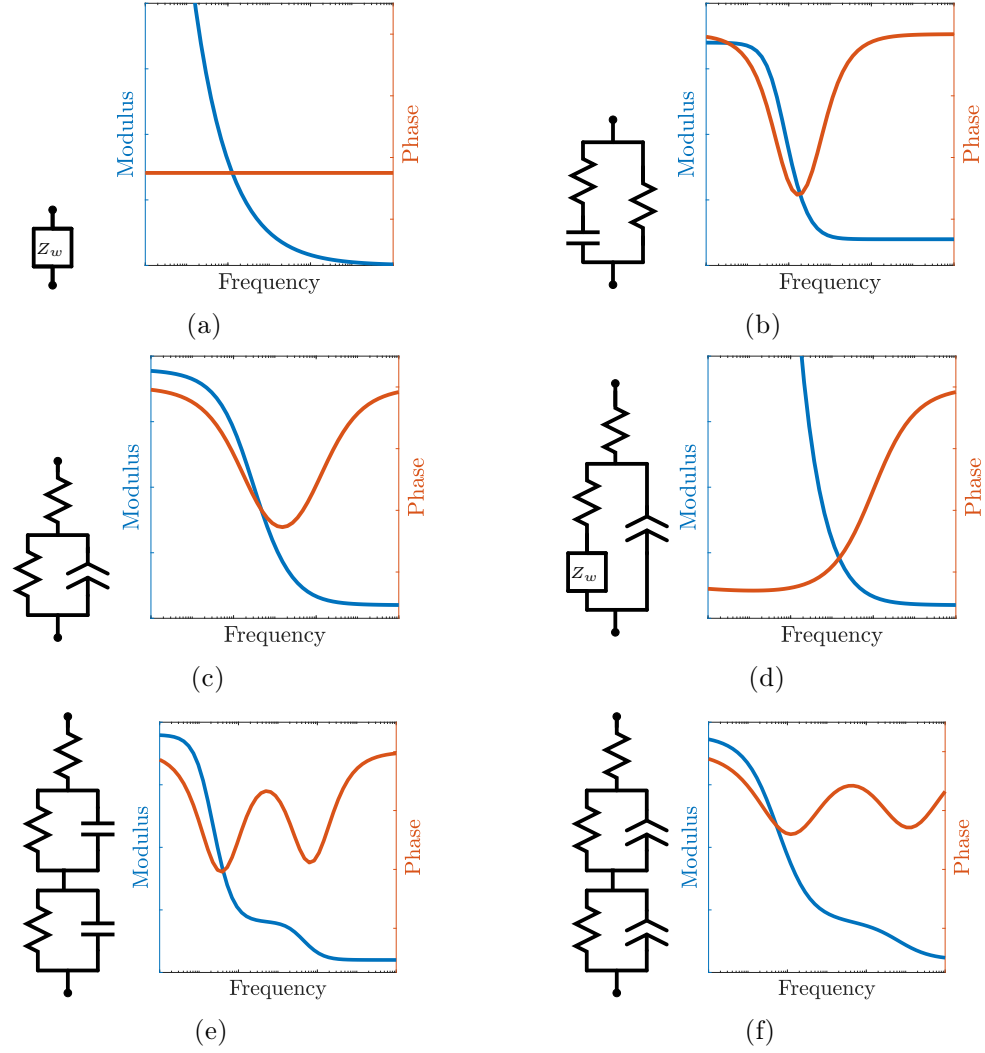 Modulus
Phase
Z_w
Frequency
(a)
Modulus
Phase
Frequency
(b)
Modulus
Phase
Frequency
(c)
Modulus
Phase
Z_w
Frequency
(d)
Modulus
Phase
Frequency
(e)
Modulus
Phase
Frequency
(f)